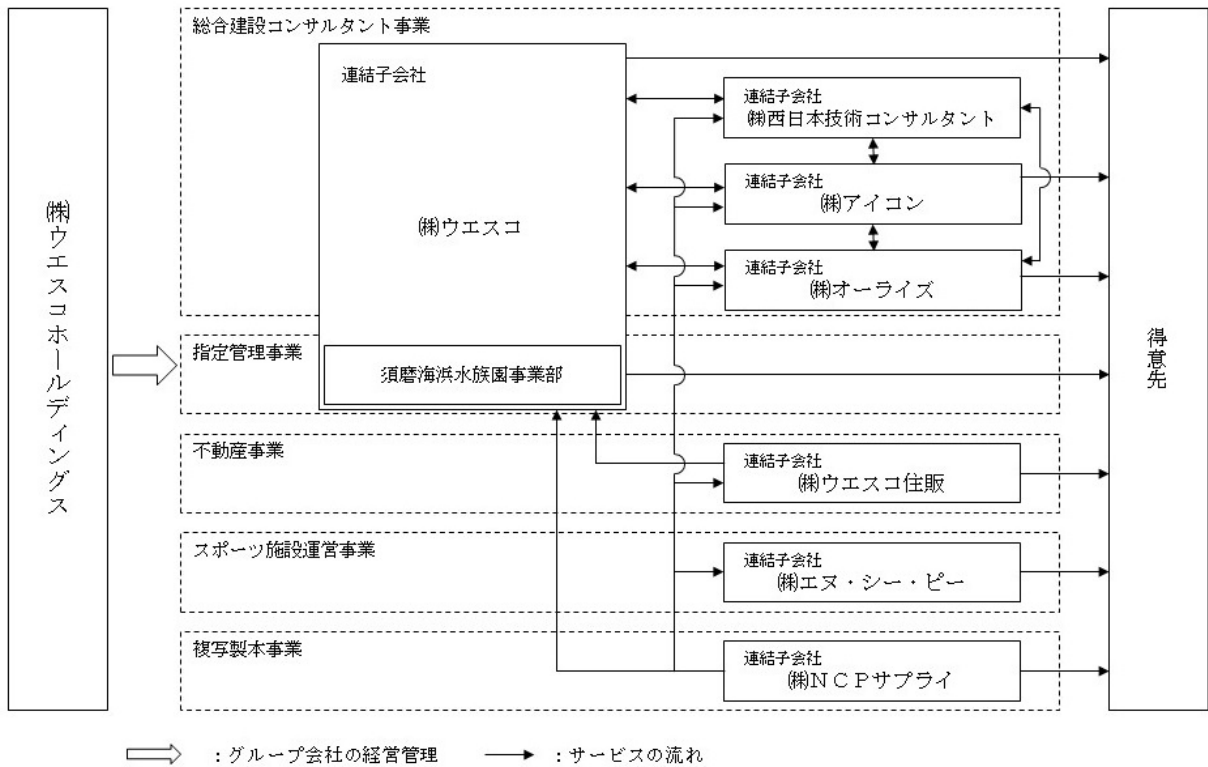 ㈱ウエスコホールディングス
総合建設コンサルタント事業
連結子会社
㈱ウエスコ
連結子会社
㈱西日本技術コンサルタント
連結子会社
㈱アイコン
連結子会社
㈱オーライズ
指定管理事業
須磨海浜水族園事業部
不動産事業
連結子会社
㈱ウエスコ住販
スポーツ施設運営事業
連結子会社
㈱エヌ・シー・ピー
複写製本事業
連結子会社
㈱ＮＣＰサプライ
得意先
：グループ会社の経営管理
：サービスの流れ